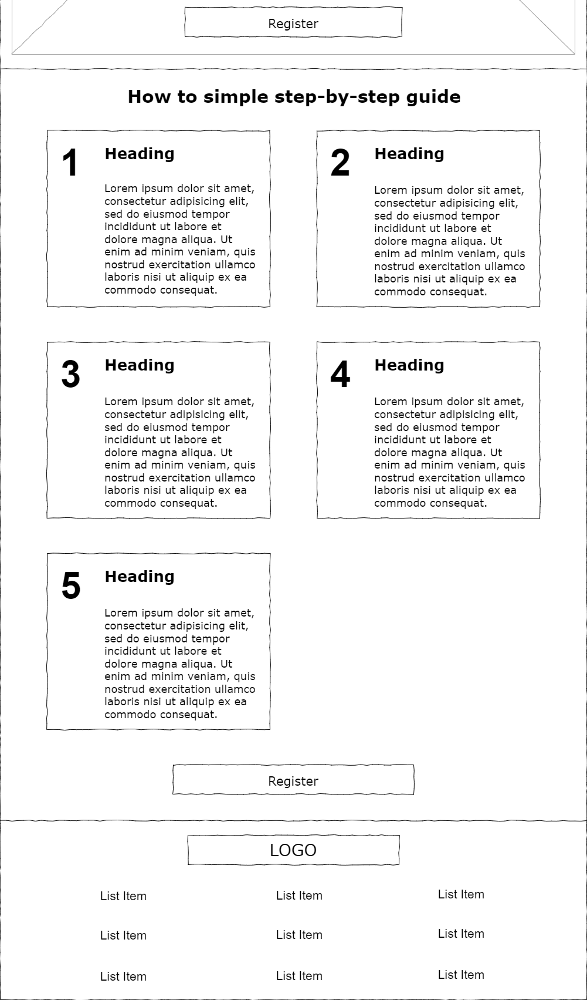 Register
How to simple step-by-step guide
1
Heading
Lorem ipsum dolor sit amet,
consectetur adipisicing elit,
sed do eiusmod tempor
incididunt ut labore et
dolore magna aliqua. Ut
enim ad minim veniam, quis
nostrud exercitation ullamco
laboris nisi ut aliquip ex ea
commodo consequat.
2
Heading
Lorem ipsum dolor sit amet,
consectetur adipisicing elit,
sed do eiusmod tempor
incididunt ut labore et
dolore magna aliqua. Ut
enim ad minim veniam, quis
nostrud exercitation ullamco
laboris nisi ut aliquip ex ea
commodo consequat.
3
Heading
Lorem ipsum dolor sit amet,
consectetur adipisicing elit,
sed do eiusmod tempor
incididunt ut labore et
dolore magna aliqua. Ut
enim ad minim veniam, quis
nostrud exercitation ullamco
laboris nisi ut aliquip ex ea
commodo consequat.
4
Heading
Lorem ipsum dolor sit amet,
consectetur adipisicing elit,
sed do eiusmod tempor
incididunt ut labore et
dolore magna aliqua. Ut
enim ad minim veniam, quis
nostrud exercitation ullamco
laboris nisi ut aliquip ex ea
commodo consequat.
5
Heading
Lorem ipsum dolor sit amet,
consectetur adipisicing elit,
sed do eiusmod tempor
incididunt ut labore et
dolore magna aliqua. Ut
enim ad minim veniam, quis
nostrud exercitation ullamco
laboris nisi ut aliquip ex ea
commodo consequat.
Register
LOGO
List Item
List Item
List Item
List Item
List Item
List Item
List Item
List Item
List Item